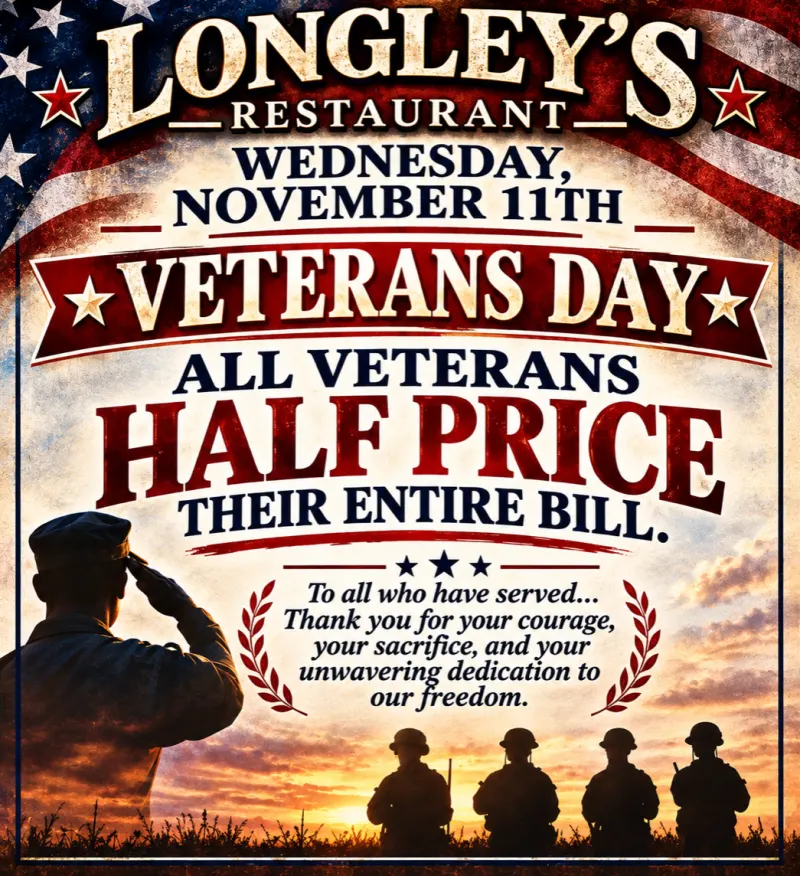 LONGLEY'S
RESTAURANT
WEDNESDAY,
NOVEMBER 11TH
VETERANS DAY
ALL VETERANS
HALF PRICE
THEIR ENTIRE BILL.
To all who have served...
Thank you for your courage,
your sacrifice, and your
unwavering dedication to
our freedom.